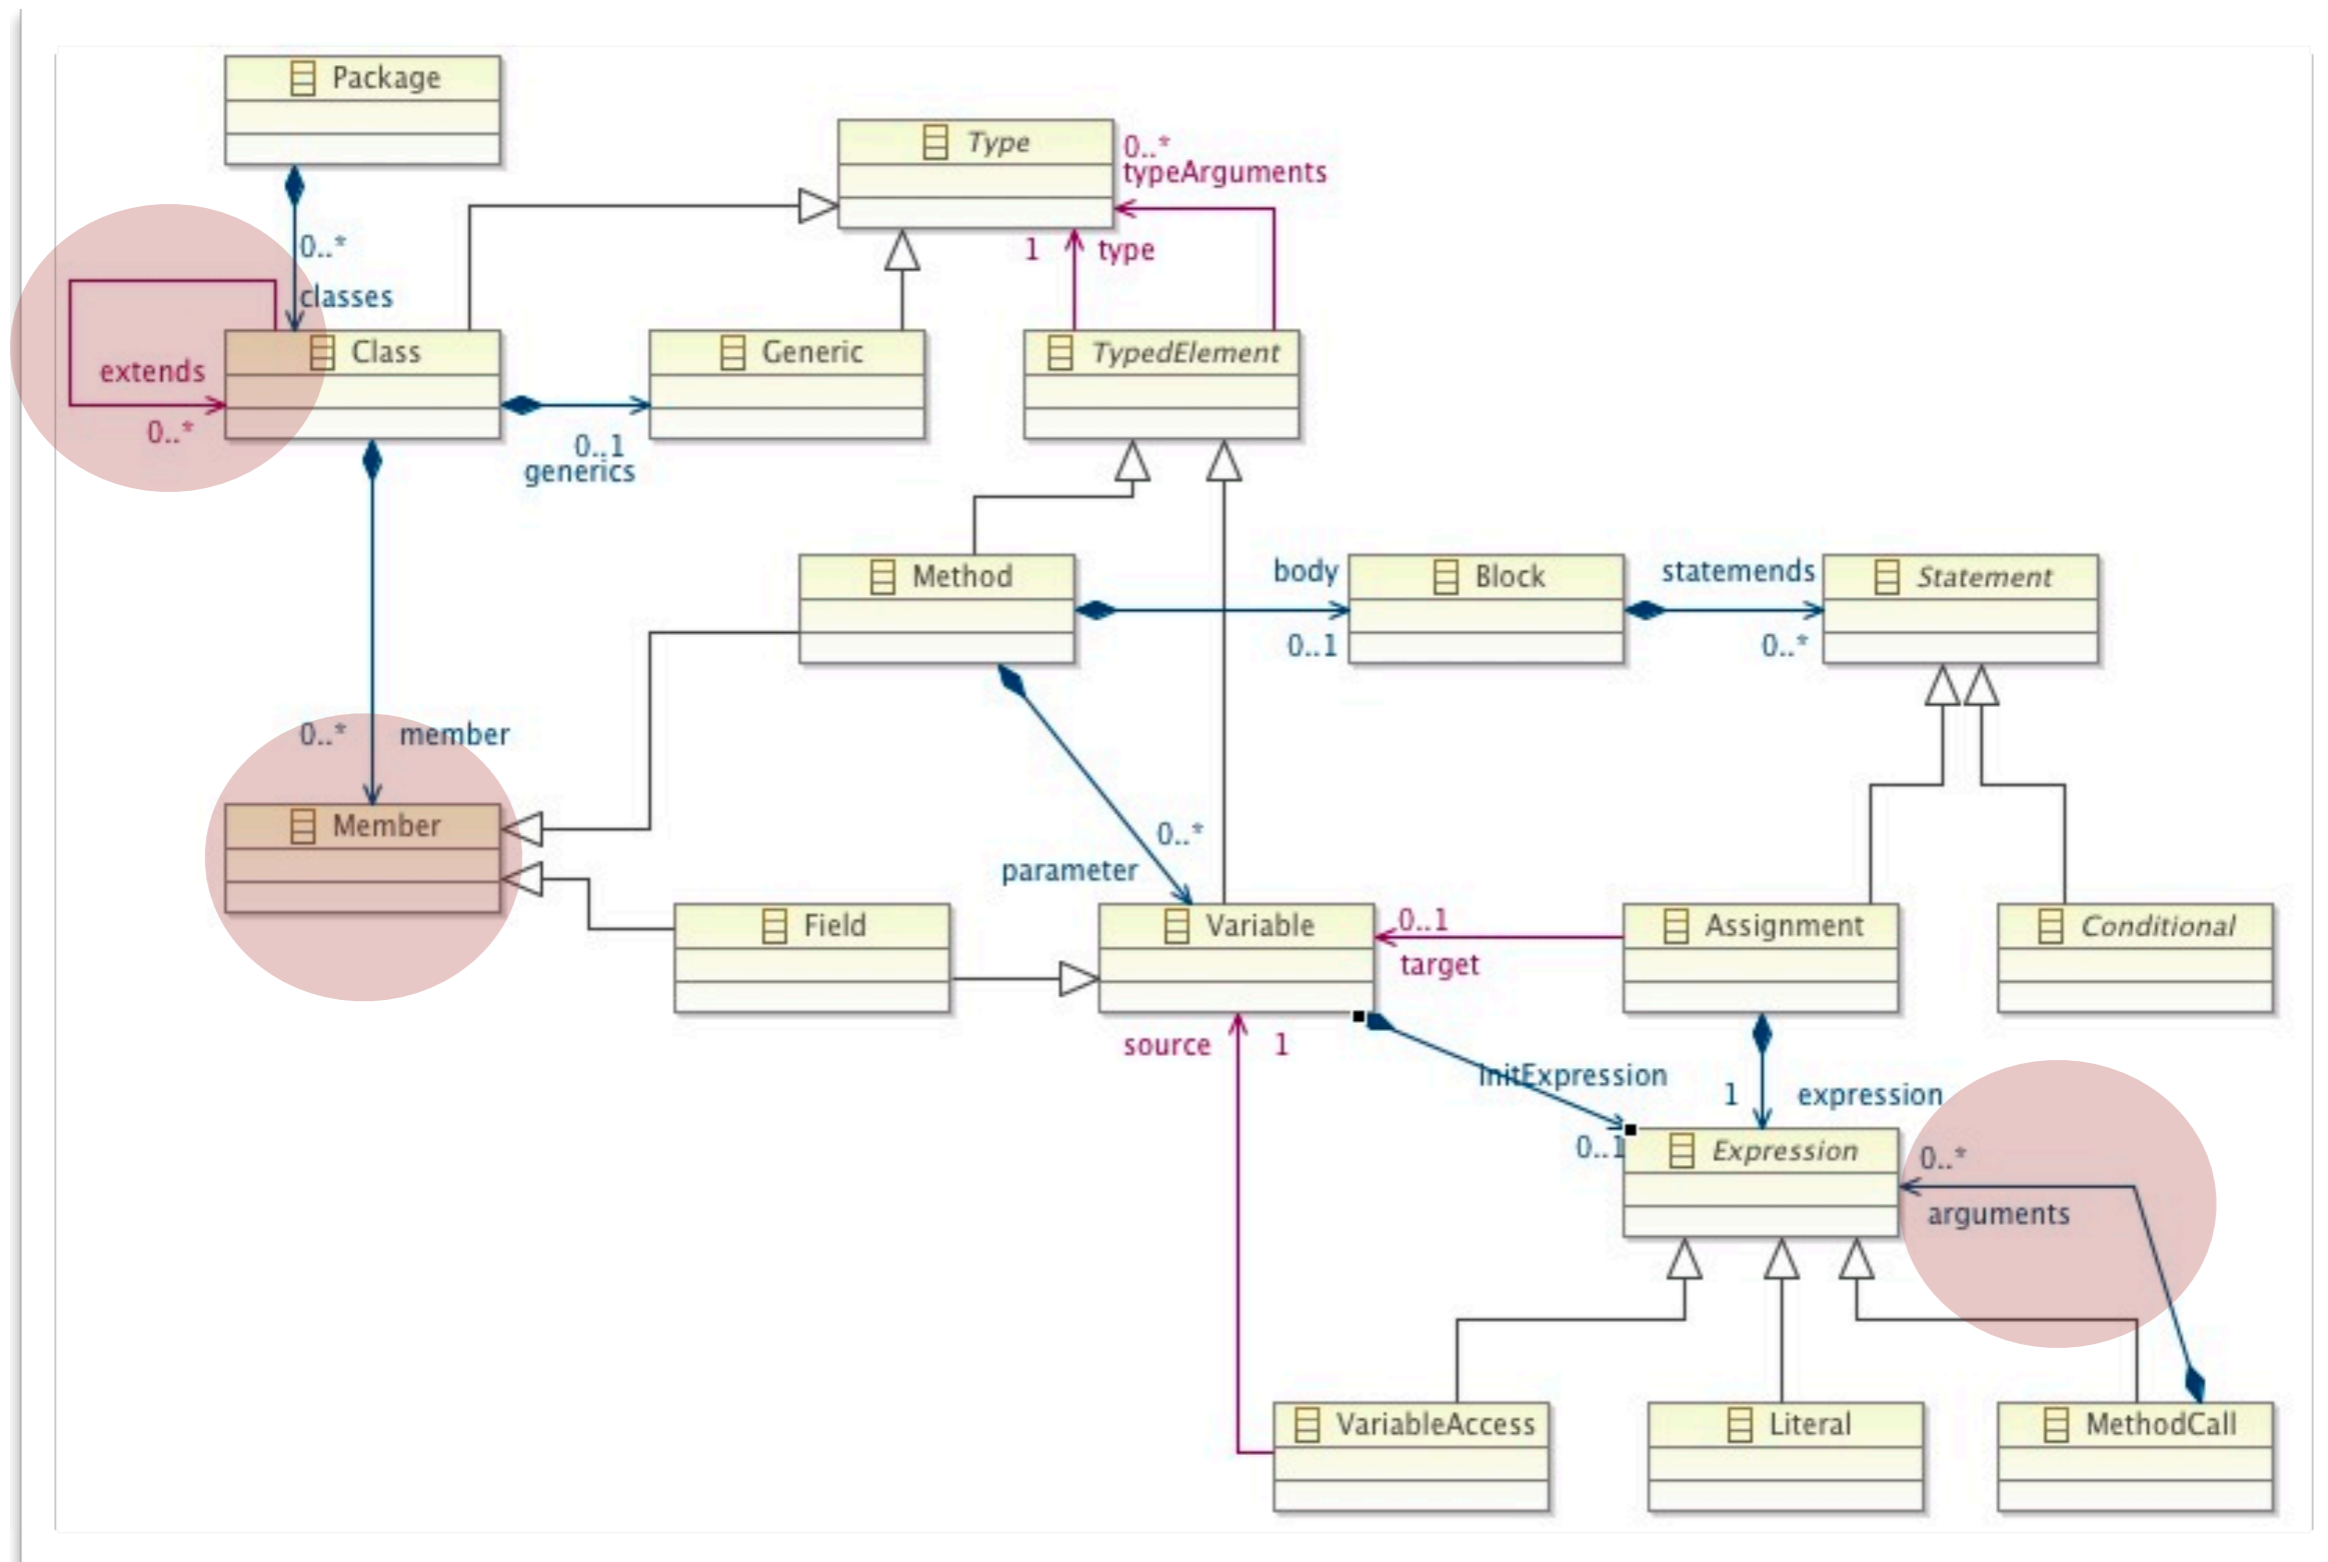 Package
Type
0..*
typeArguments
0..*
classes
1
type
Class
Generic
TypedElement
extends
0..*
0..1
generics
Method
body
0..1
Block
statemends
0..*
Statement
0..*
member
Member
0..*
parameter
Field
Variable
0..1
target
Assignment
Conditional
source
1
initExpression
0..1
1
expression
Expression
0..*
arguments
VariableAccess
Literal
MethodCall